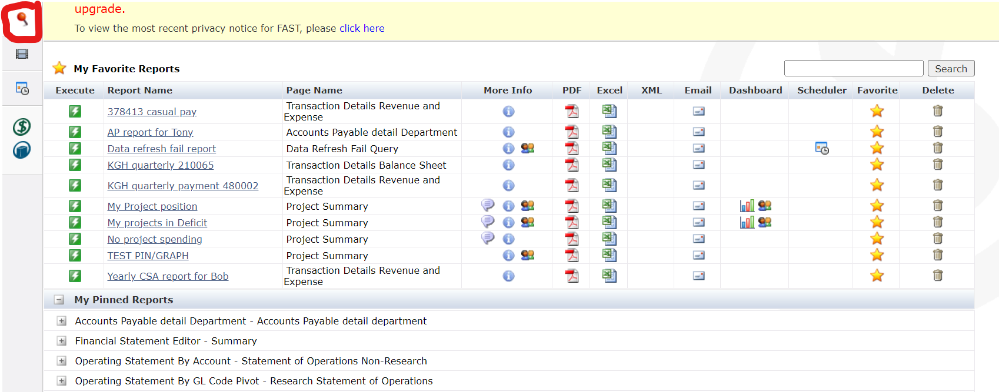 upgrade.
To view the most recent privacy notice for FAST, please click here
My Favorite Reports
Search
Execute Report Name Page Name More Info PDF Excel XML Email Dashboard Scheduler Favorite Delete
378413 casual pay Transaction Details Revenue and
Expense
AP report for Tony Accounts Payable detail Department
Data refresh fail report Data Refresh Fail Query
KGH quarterly 210065 Transaction Details Balance Sheet
KGH quarterly payment 480002 Transaction Details Revenue and
Expense
My Project position Project Summary
My projects in Deficit Project Summary
No project spending Project Summary
TEST PIN/GRAPH Project Summary
Yearly CSA report for Bob Transaction Details Revenue and
Expense
My Pinned Reports
Accounts Payable detail Department - Accounts Payable detail department
Financial Statement Editor - Summary
Operating Statement By Account - Statement of Operations Non-Research
Operating Statement By GL Code Pivot - Research Statement of Operations